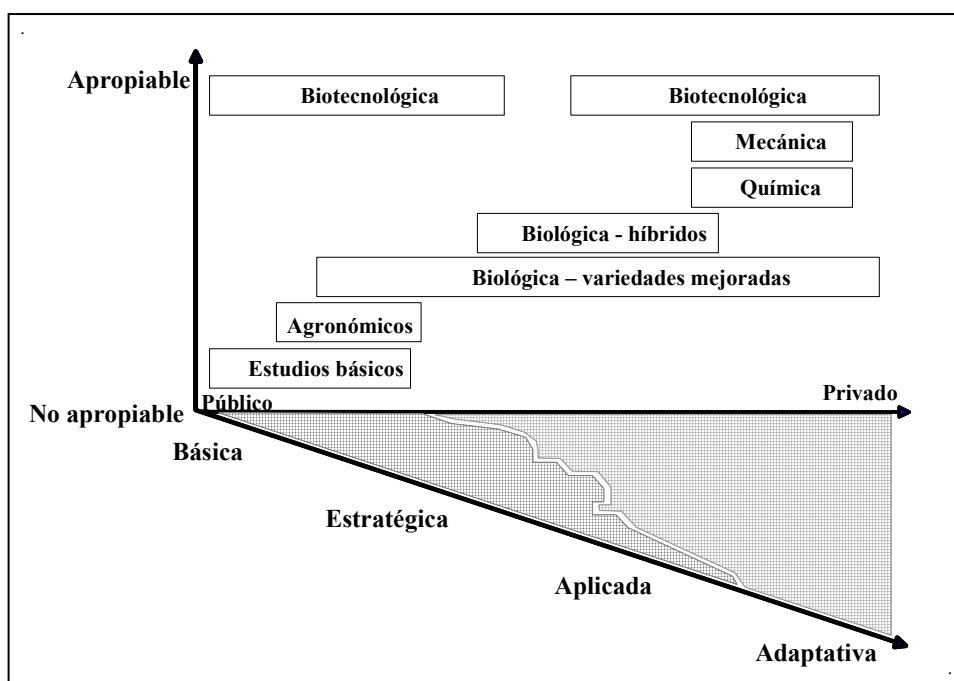 Apropiable
Biotecnológica
Biotecnológica
Mecánica
Química
Biológica - híbridos
Biológica – variedades mejoradas
Agronómicos
Estudios básicos
Público
Privado
No apropiable
Básica
Estratégica
Aplicada
Adaptativa